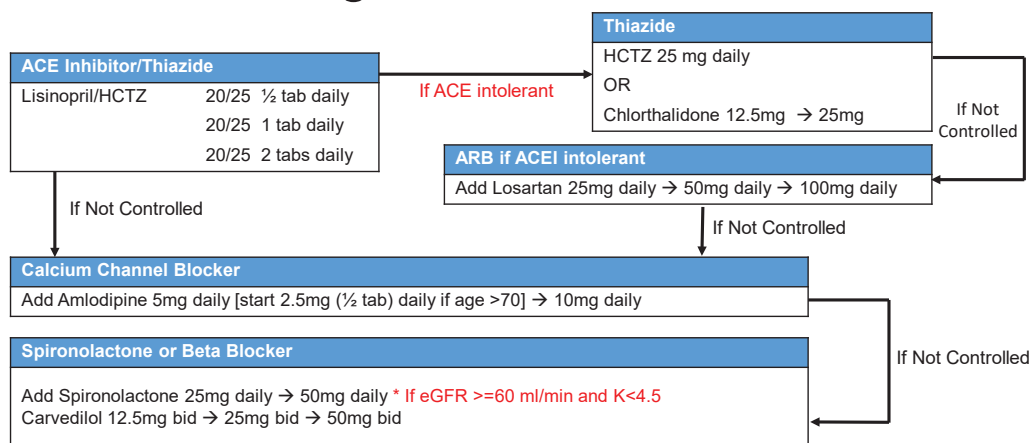 Thiazide
HCTZ 25 mg daily
OR
Chlorthalidone 12.5mg → 25mg
ACE Inhibitor/Thiazide
Lisinopril/HCTZ 20/25 ½ tab daily
20/25 1 tab daily
20/25 2 tabs daily
If ACE intolerant
If Not
Controlled
ARB if ACEI intolerant
Add Losartan 25mg daily → 50mg daily → 100mg daily
If Not Controlled
If Not Controlled
Calcium Channel Blocker
Add Amlodipine 5mg daily [start 2.5mg (½ tab) daily if age >70] → 10mg daily
If Not Controlled
Spironolactone or Beta Blocker
Add Spironolactone 25mg daily → 50mg daily * If eGFR >=60 ml/min and K<4.5
Carvedilol 12.5mg bid → 25mg bid → 50mg bid